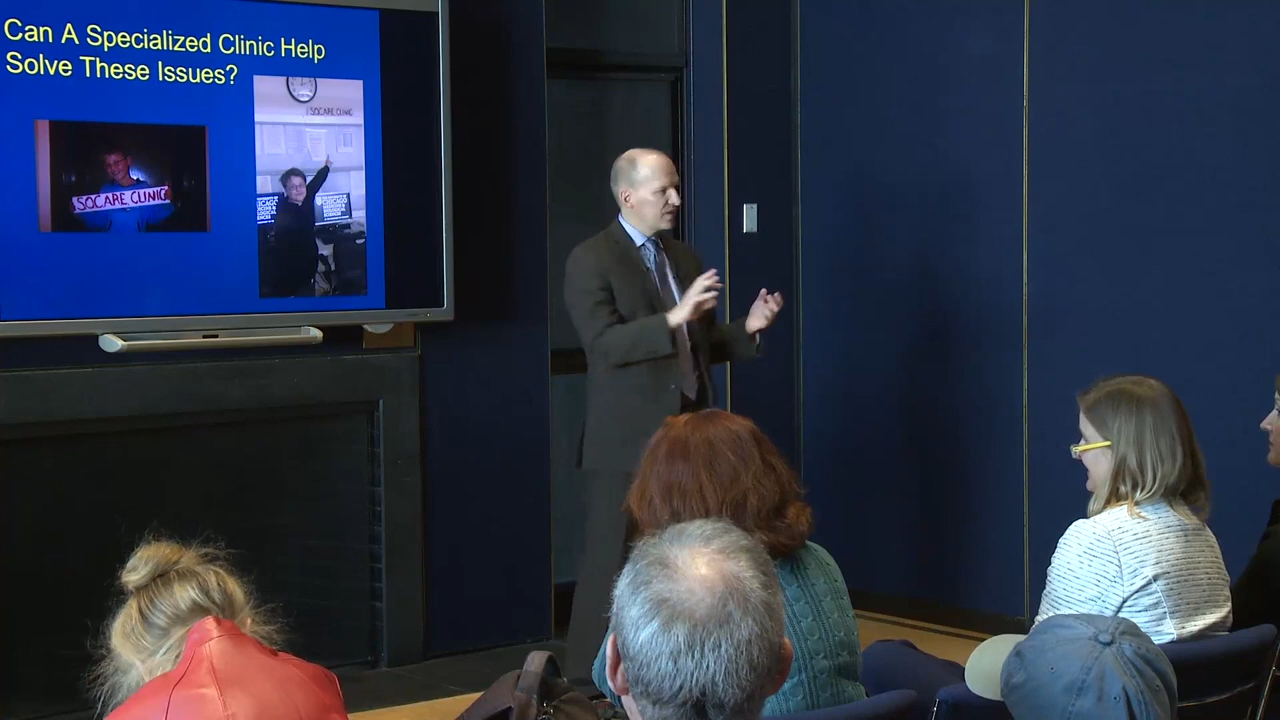 Can A Specialized Clinic Help
Solve These Issues?
SOCARE CLINIC
SOCARE CLINIC
CHICAGO
CHICAGO